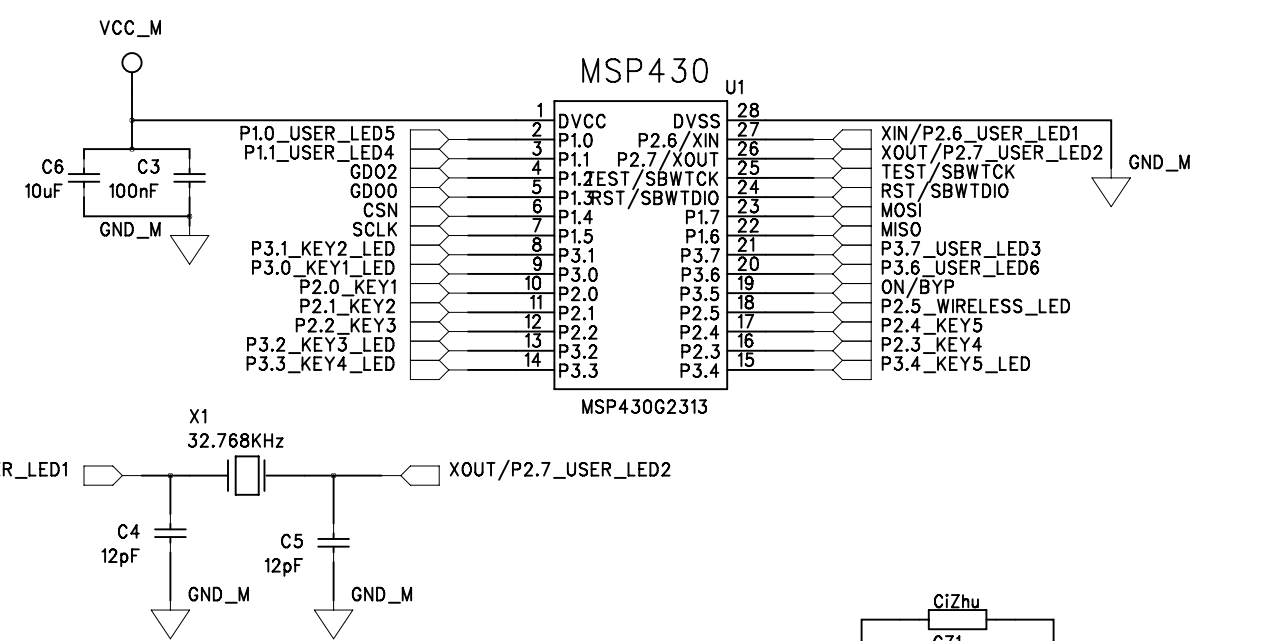 VCC_M
MSP430
U1
1 DVCC DVSS 28
P1.0_USER_LED5 2 P1.0 P2.6/XIN 27 XIN/P2.6_USER_LED1
P1.1_USER_LED4 3 P1.1 P2.7/XOUT 26 XOUT/P2.7_USER_LED2
GDO2 4 P1.2 TEST/SBWTCK 25 TEST/SBWTCK
GDO0 5 P1.3 RST/SBWTDIO 24 RST/SBWTDIO
CSN 6 P1.4 P1.7 23 MOSI
SCLK 7 P1.5 P1.6 22 MISO
P3.1_KEY2_LED 8 P3.1 P3.7 21 P3.7_USER_LED3
P3.0_KEY1_LED 9 P3.0 P3.6 20 P3.6_USER_LED6
P2.0_KEY1 10 P2.0 P3.5 19 ON/BYP
P2.1_KEY2 11 P2.1 P2.5 18 P2.5_WIRELESS_LED
P2.2_KEY3 12 P2.2 P2.4 17 P2.4_KEY5
P3.2_KEY3_LED 13 P3.2 P2.3 16 P2.3_KEY4
P3.3_KEY4_LED 14 P3.3 P3.4 15 P3.4_KEY5_LED
MSP430G2313
C6
10uF
C3
100nF
GND_M
GND_M
X1
32.768KHz
R_LED1
XOUT/P2.7_USER_LED2
C4
12pF
C5
12pF
GND_M
GND_M
CiZhu